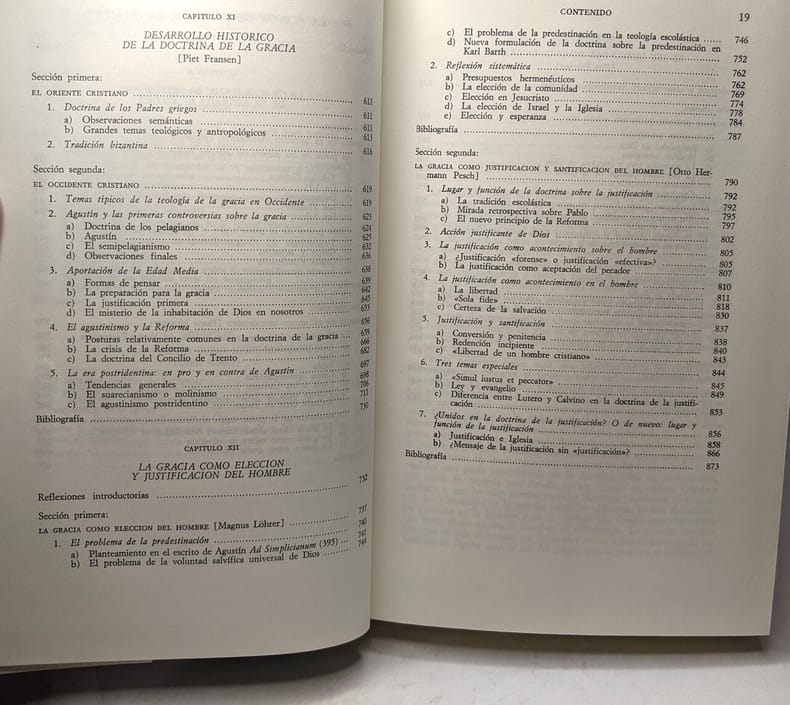 CAPITULO XI
DESARROLLO HISTORICO
DE LA DOCTRINA DE LA GRACIA
[Piet Fransen]
Sección primera:
EL ORIENTE CRISTIANO ... 611
1. Doctrina de los Padres griegos ... 611
a) Observaciones semánticas ... 611
b) Grandes temas teológicos y antropológicos ... 613
2. Tradición bizantina ... 616
Sección segunda:
EL OCCIDENTE CRISTIANO ... 619
1. Temas típicos de la teología de la gracia en Occidente ... 619
2. Agustín y las primeras controversias sobre la gracia ... 623
a) Doctrina de los pelagianos ... 624
b) Agustín ... 625
c) El semipelagianismo ... 632
d) Observaciones finales ... 636
3. Aportación de la Edad Media ... 638
a) Formas de pensar ... 639
b) La preparación para la gracia ... 642
c) La justificación primera ... 645
d) El misterio de la inhabitación de Dios en nosotros ... 653
4. El agustinismo y la Reforma ... 656
a) Posturas relativamente comunes en la doctrina de la gracia ... 659
b) La crisis de la Reforma ... 666
c) La doctrina del Concilio de Trento ... 682
5. La era postridentina: en pro y en contra de Agustín ... 697
a) Tendencias generales ... 698
b) El suarecianismo o molinismo ... 706
c) El agustinismo postridentino ... 711
Bibliografía ... 730
CAPITULO XII
LA GRACIA COMO ELECCION
Y JUSTIFICACION DEL HOMBRE
Reflexiones introductorias ... 732
Sección primera:
LA GRACIA COMO ELECCION DEL HOMBRE [Magnus Löhrer] ... 737
1. El problema de la predestinación ... 740
a) Planteamiento en el escrito de Agustín Ad Simplicianum (395) ... 741
b) El problema de la voluntad salvífica universal de Dios ... 744
CONTENIDO 19
c) El problema de la predestinación en la teología escolástica ... 746
d) Nueva formulación de la doctrina sobre la predestinación en
Karl Barth ... 752
2. Reflexión sistemática ... 762
a) Presupuestos hermenéuticos ... 762
b) La elección de la comunidad ... 769
c) Elección en Jesucristo ... 774
d) La elección de Israel y la Iglesia ... 778
e) Elección y esperanza ... 784
Bibliografía ... 787
Sección segunda:
LA GRACIA COMO JUSTIFICACION Y SANTIFICACION DEL HOMBRE [Otto Her-
mann Pesch] ... 790
1. Lugar y función de la doctrina sobre la justificación ... 792
a) La tradición escolástica ... 792
b) Mirada retrospectiva sobre Pablo ... 795
c) El nuevo principio de la Reforma ... 797
2. Acción justificante de Dios ... 802
3. La justificación como acontecimiento sobre el hombre ... 805
a) ¿Justificación «forense» o justificación «efectiva»? ... 805
b) La justificación como aceptación del pecador ... 807
4. La justificación como acontecimiento en el hombre ... 810
a) La libertad ... 811
b) «Sola fide» ... 818
c) Certeza de la salvación ... 830
5. Justificación y santificación ... 837
a) Conversión y penitencia ... 838
b) Redención incipiente ... 840
c) «Libertad de un hombre cristiano» ... 843
6. Tres temas especiales ... 844
a) «Simul iustus et peccator» ... 845
b) Ley y evangelio ... 849
c) Diferencia entre Lutero y Calvino en la doctrina de la justifi-
cación ... 853
7. ¿Unidos en la doctrina de la justificación? O de nuevo: lugar y
función de la justificación ... 856
a) Justificación e Iglesia ... 858
b) ¿Mensaje de la justificación sin «justificación»? ... 866
Bibliografía ... 873